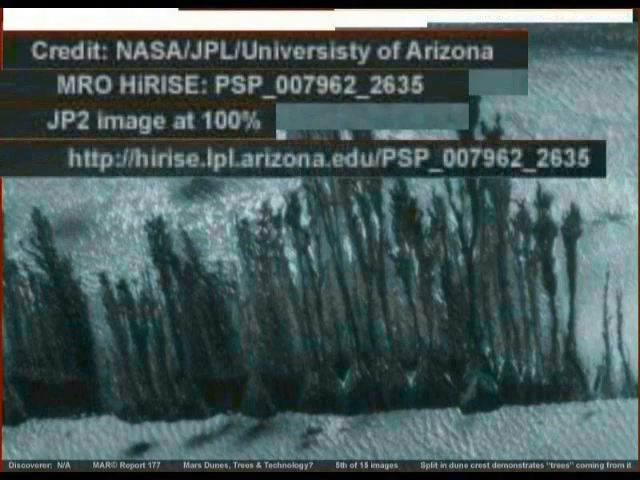 Credit: NASA/JPL/Universisty of Arizona
MRO HiRISE: PSP_007962_2635
JP2 image at 100%
http://hirise.lpl.arizona.edu/PSP_007962_2635
Discoverer: N/A MAR© Report 177 Mars Dunes, Trees & Technology? 5th of 15 images Split in dune crest demonstrates "trees" coming from it